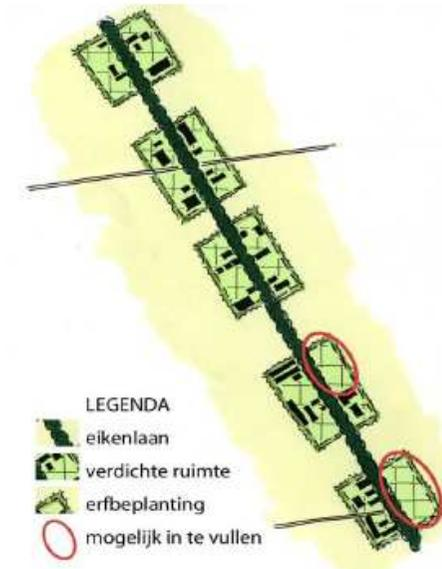 LEGENDA
eikenlaan
verdichte ruimte
erfbeplanting
mogelijk in te vullen